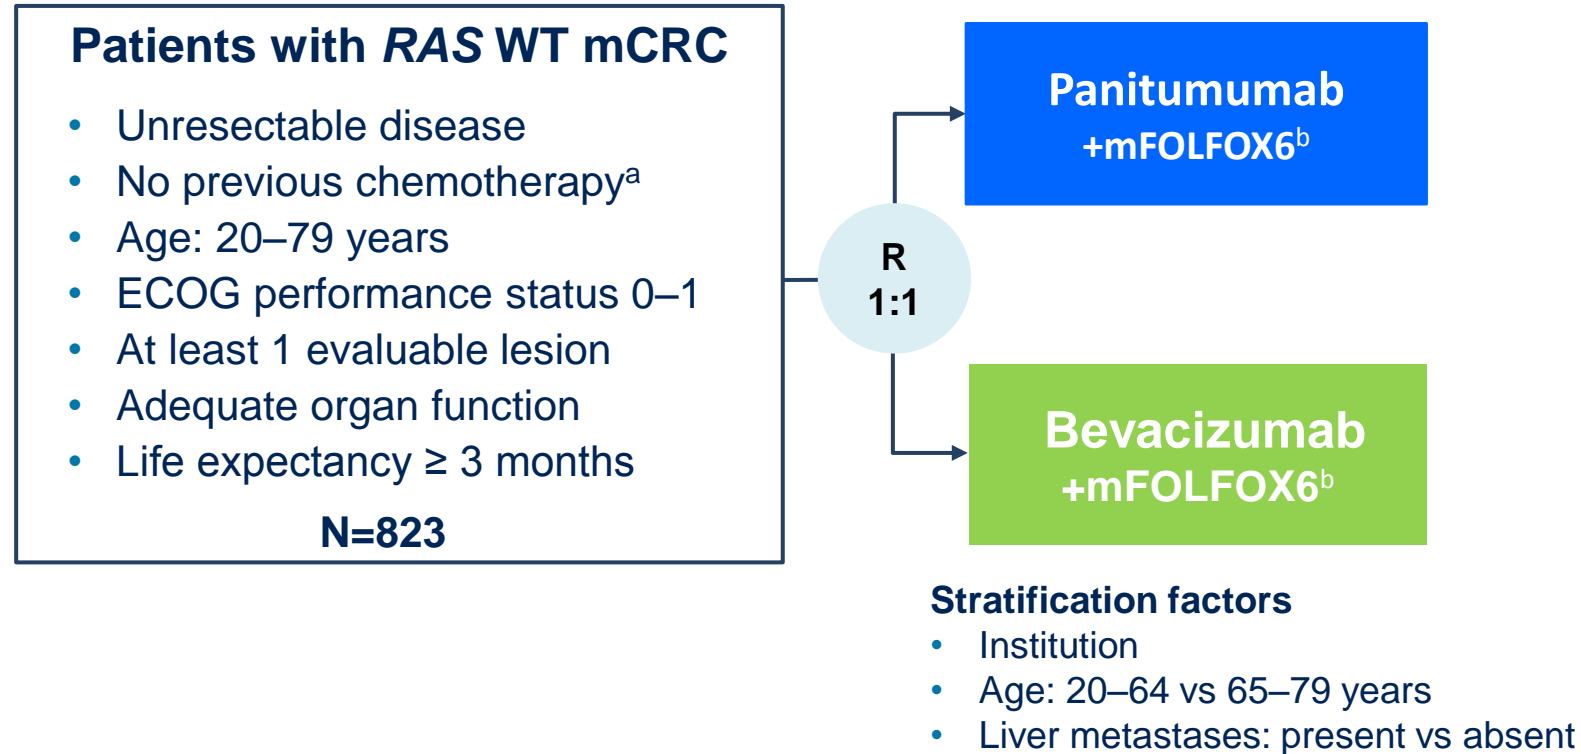 Patients with RAS WT mCRC
• Unresectable disease
• No previous chemotherapyᵃ
• Age: 20–79 years
• ECOG performance status 0–1
• At least 1 evaluable lesion
• Adequate organ function
• Life expectancy ≥ 3 months
N=823
R
1:1
Panitumumab
+mFOLFOX6ᵇ
Bevacizumab
+mFOLFOX6ᵇ
Stratification factors
• Institution
• Age: 20–64 vs 65–79 years
• Liver metastases: present vs absent